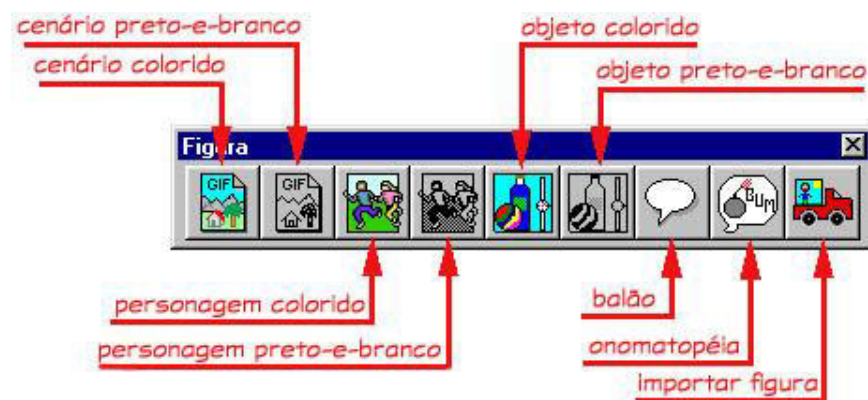 cenário preto-e-branco
cenário colorido
objeto colorido
objeto preto-e-branco
Figura
GIF
GIF
BUM
personagem colorido
personagem preto-e-branco
balão
onomatopéia
importar figura